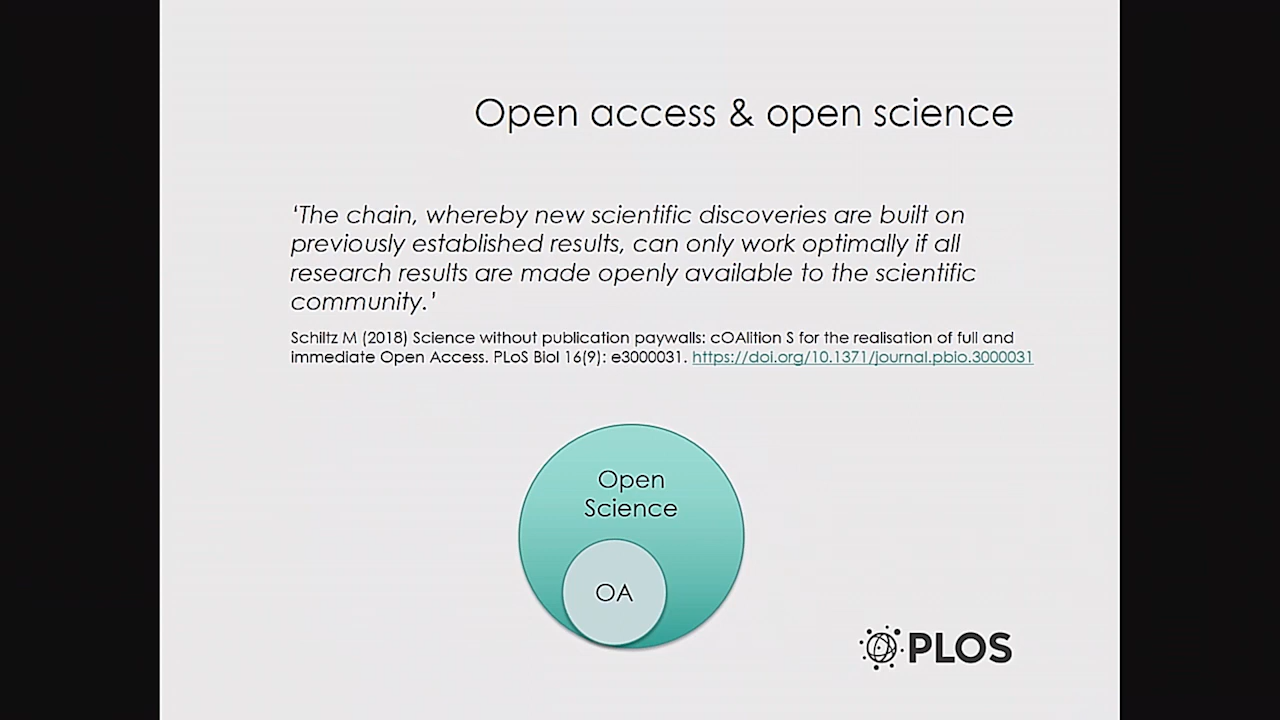 Open access & open science
‘The chain, whereby new scientific discoveries are built on
previously established results, can only work optimally if all
research results are made openly available to the scientific
community.’
Schiltz M (2018) Science without publication paywalls: cOAlition S for the realisation of full and
immediate Open Access. PLoS Biol 16(9): e3000031. https://doi.org/10.1371/journal.pbio.3000031
Open
Science
OA
PLOS